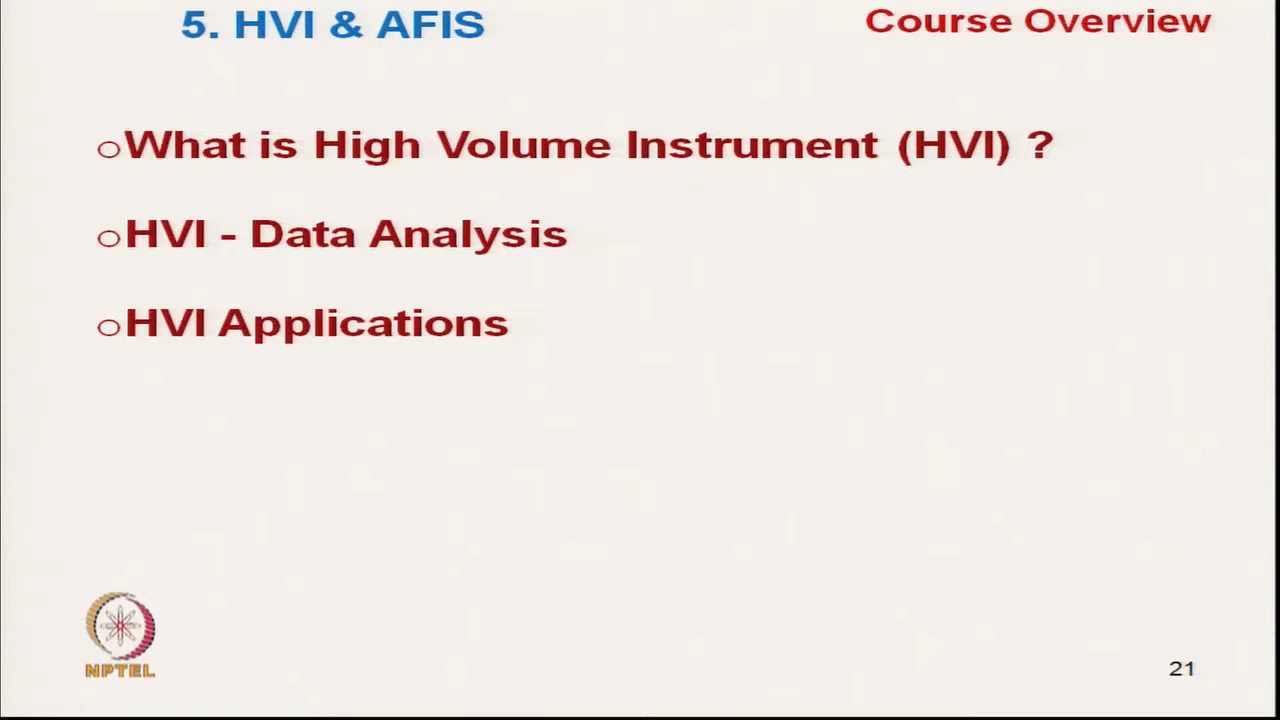 5. HVI & AFIS
Course Overview
What is High Volume Instrument (HVI) ?
HVI - Data Analysis
HVI Applications
NPTEL
21